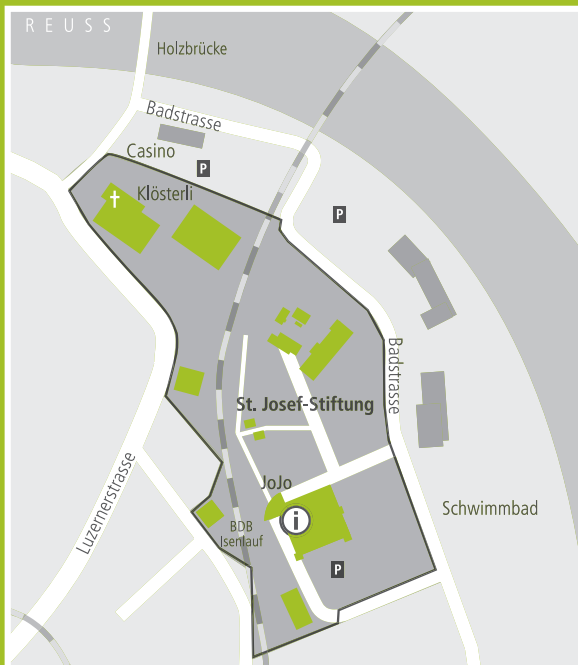 REUSS
Holzbrücke
Badstrasse
Casino
P
Klösterli
P
Badstrasse
St. Josef-Stiftung
Luzernerstrasse
JoJo
i
Schwimmbad
BDB
Isenlauf
P